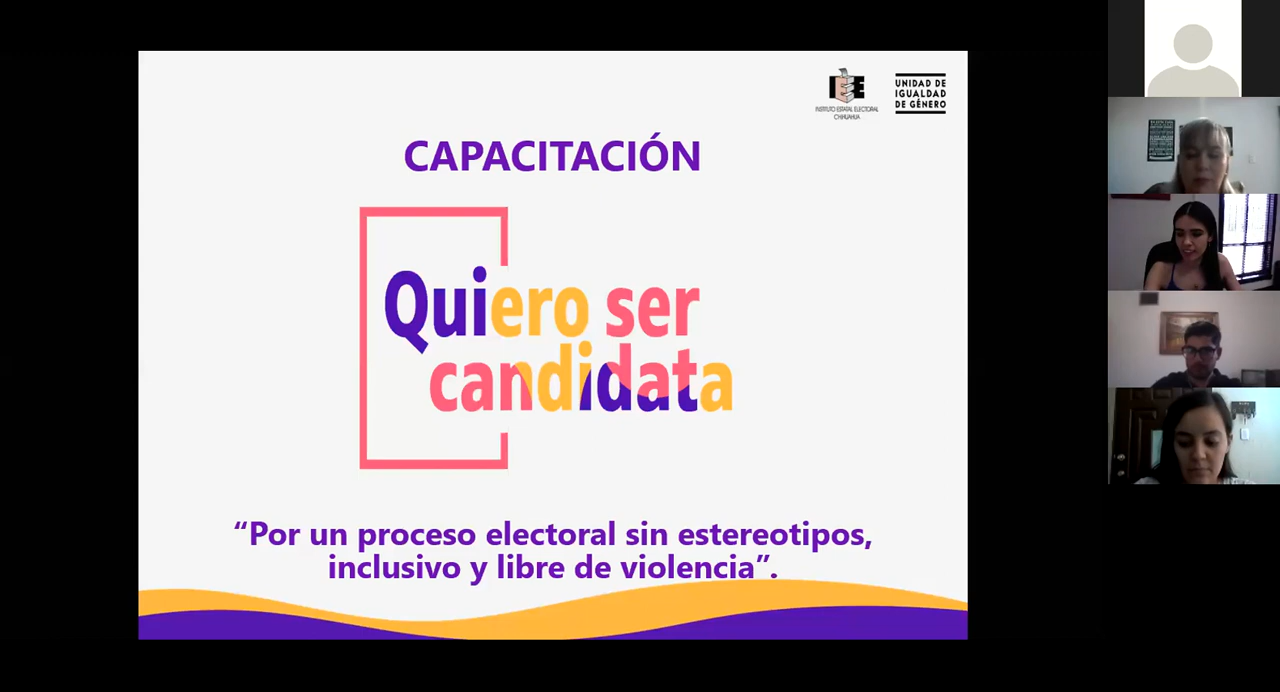 IEE
INSTITUTO ESTATAL ELECTORAL
CHIHUAHUA
UNIDAD DE
IGUALDAD
DE GÉNERO
CAPACITACIÓN
Quiero ser
candidata
“Por un proceso electoral sin estereotipos,
inclusivo y libre de violencia”.